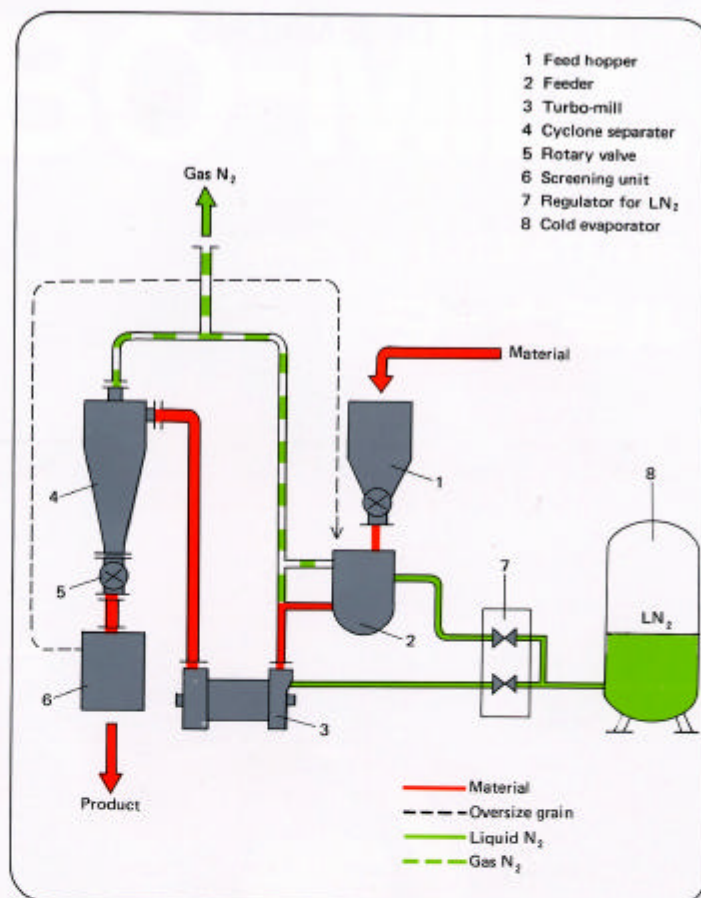 1 Feed hopper
2 Feeder
3 Turbo-mill
4 Cyclone separater
5 Rotary valve
6 Screening unit
7 Regulator for LN₂
8 Cold evaporator
Gas N₂
Material
1
8
4
7
LN₂
5
2
6
3
Product
Material
Oversize grain
Liquid N₂
Gas N₂